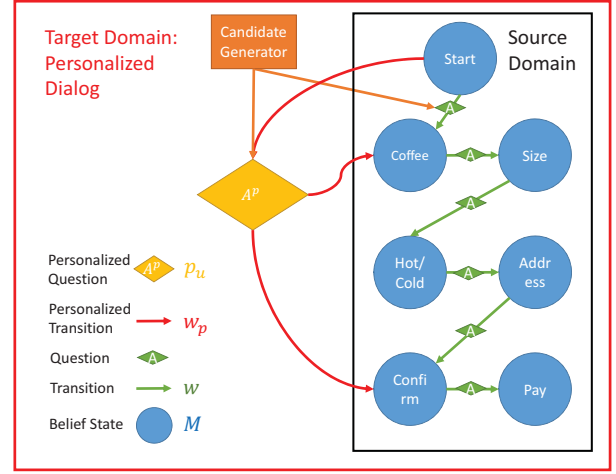 Target Domain:
Personalized
Dialog
Candidate
Generator
Source
Domain
Start
A
Coffee
A
Size
A
A^p
Hot/
Cold
A
Addr
ess
A
Confi
rm
A
Pay
Personalized
Question
A^p
p_u
Personalized
Transition
w_p
Question
A
Transition
w
Belief State
M